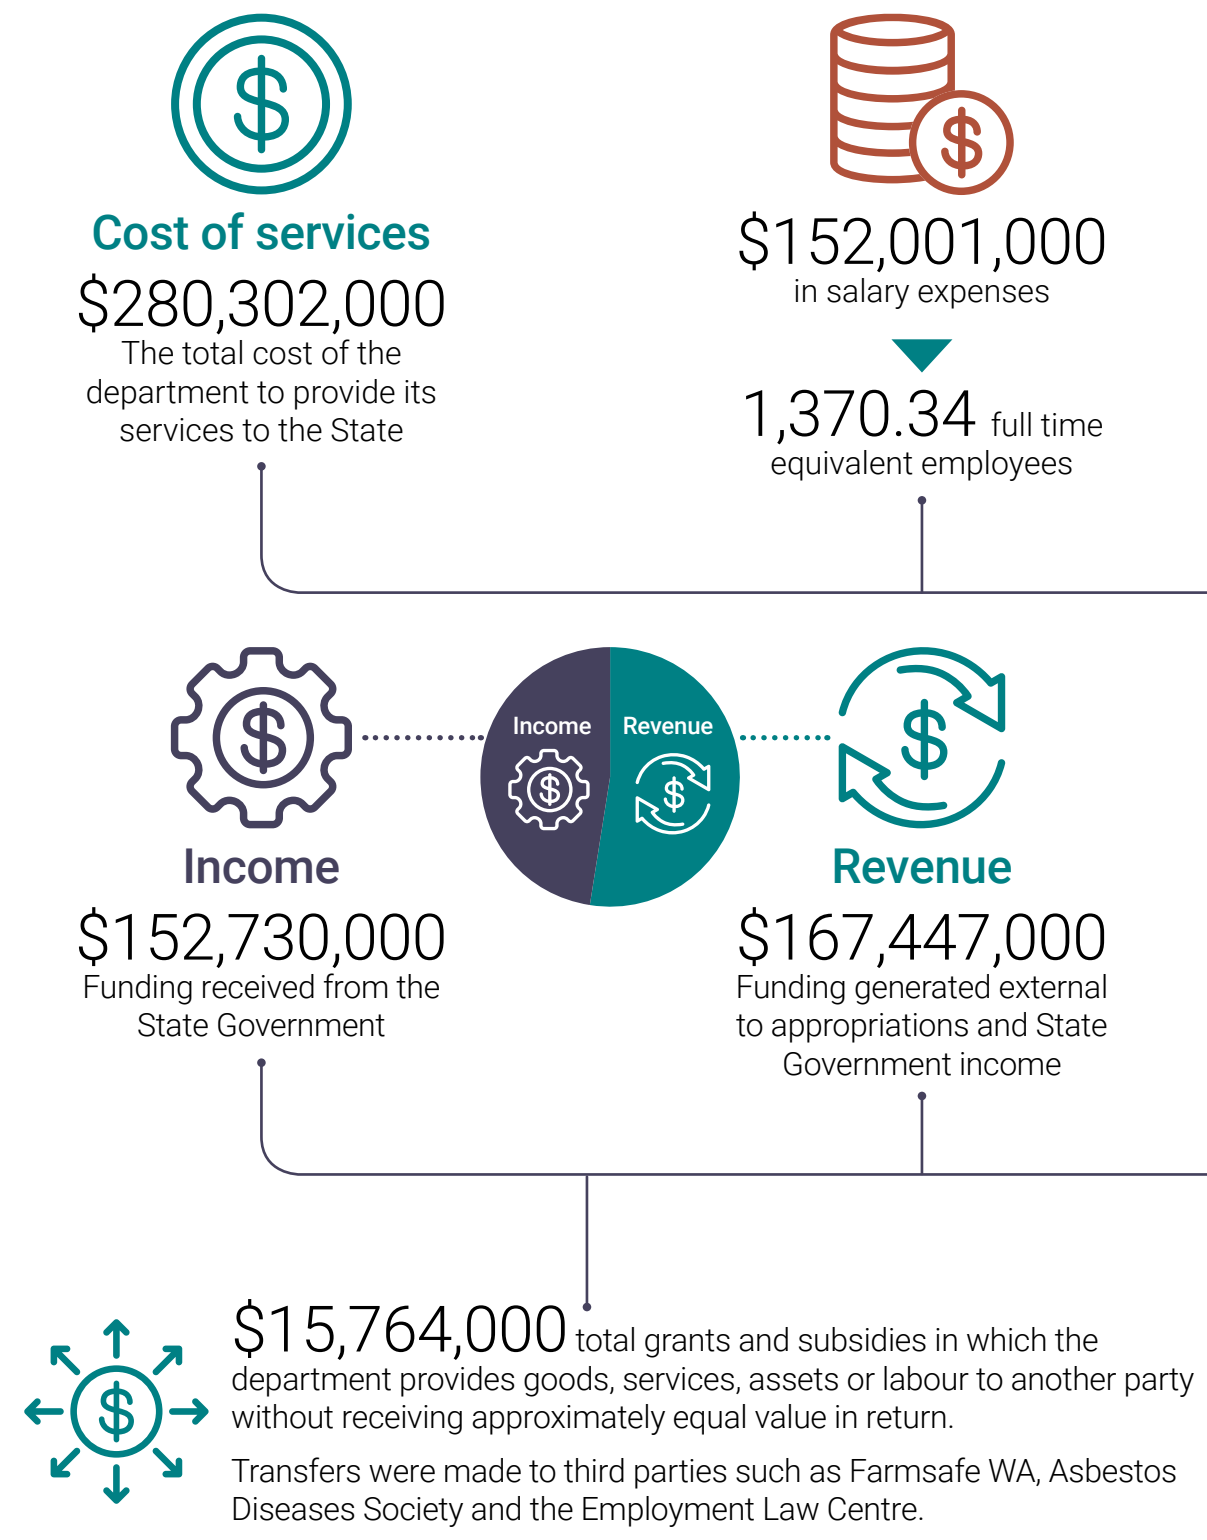 Cost of services
$280,302,000
The total cost of the
department to provide its
services to the State
$152,001,000
in salary expenses
1,370.34 full time
equivalent employees
Income
Revenue
Income
$152,730,000
Funding received from the
State Government
Revenue
$167,447,000
Funding generated external
to appropriations and State
Government income
$15,764,000 total grants and subsidies in which the
department provides goods, services, assets or labour to another party
without receiving approximately equal value in return.
Transfers were made to third parties such as Farmsafe WA, Asbestos
Diseases Society and the Employment Law Centre.